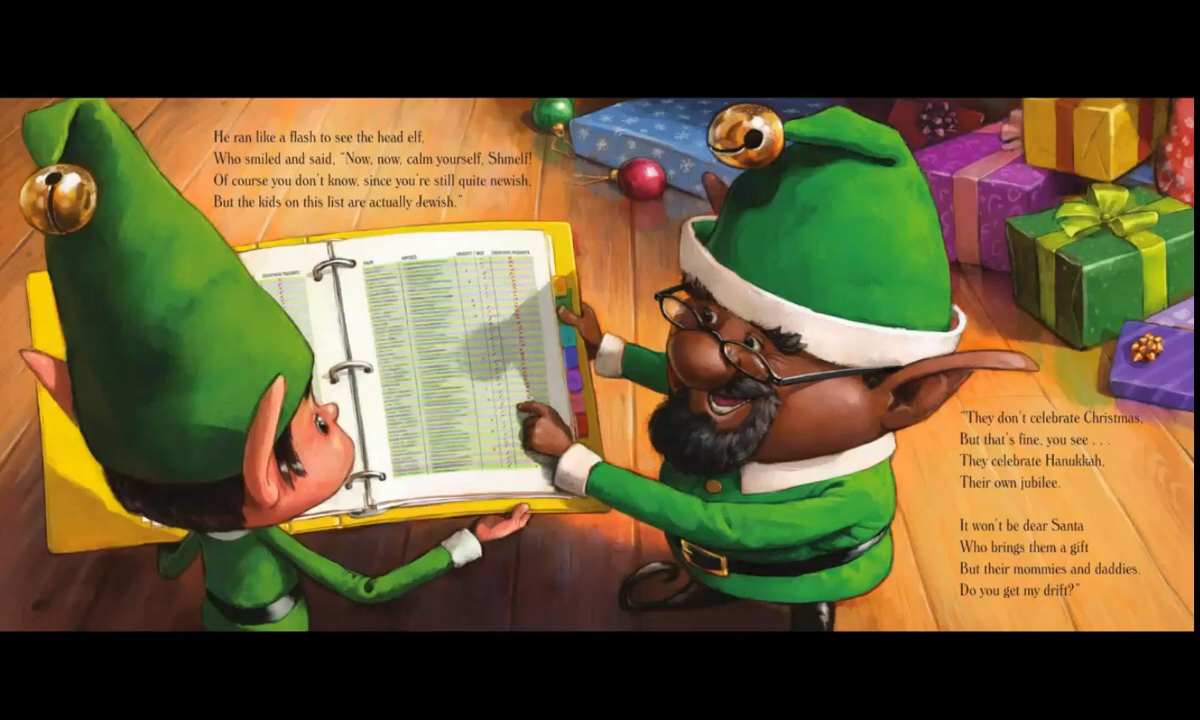 He ran like a flash to see the head elf,
Who smiled and said, "Now, now, calm yourself, Shmelf!
Of course you don't know, since you're still quite newish,
But the kids on this list are actually Jewish."
"They don't celebrate Christmas,
But that's fine, you see . . .
They celebrate Hanukkah,
Their own jubilee.
It won't be dear Santa
Who brings them a gift
But their mommies and daddies.
Do you get my drift?"